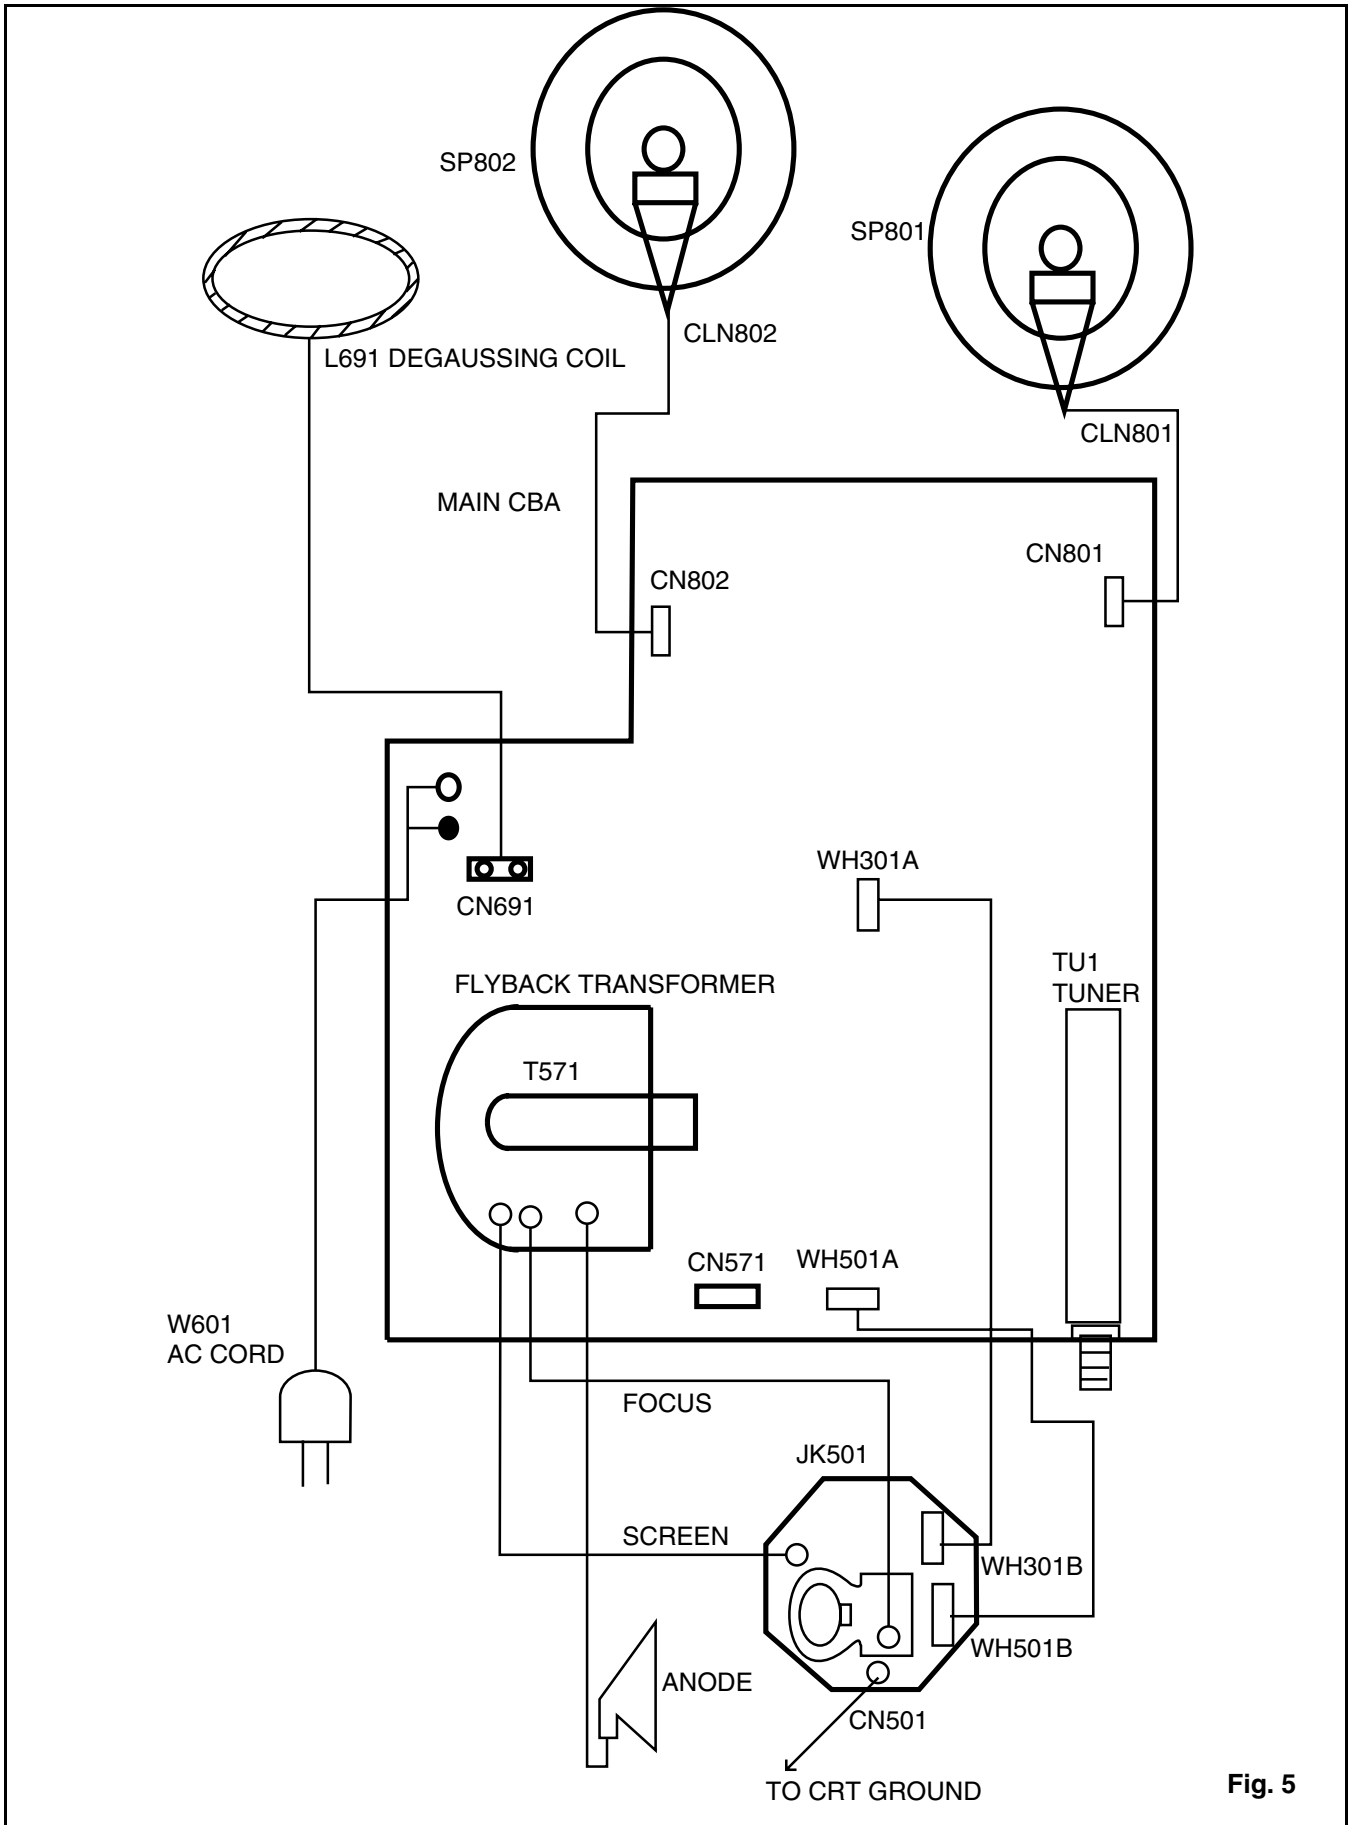 SP802
SP801
CLN802
L691 DEGAUSSING COIL
CLN801
MAIN CBA
CN801
CN802
WH301A
CN691
TU1
TUNER
FLYBACK TRANSFORMER
T571
CN571
WH501A
W601
AC CORD
FOCUS
JK501
SCREEN
WH301B
WH501B
ANODE
CN501
TO CRT GROUND
Fig. 5